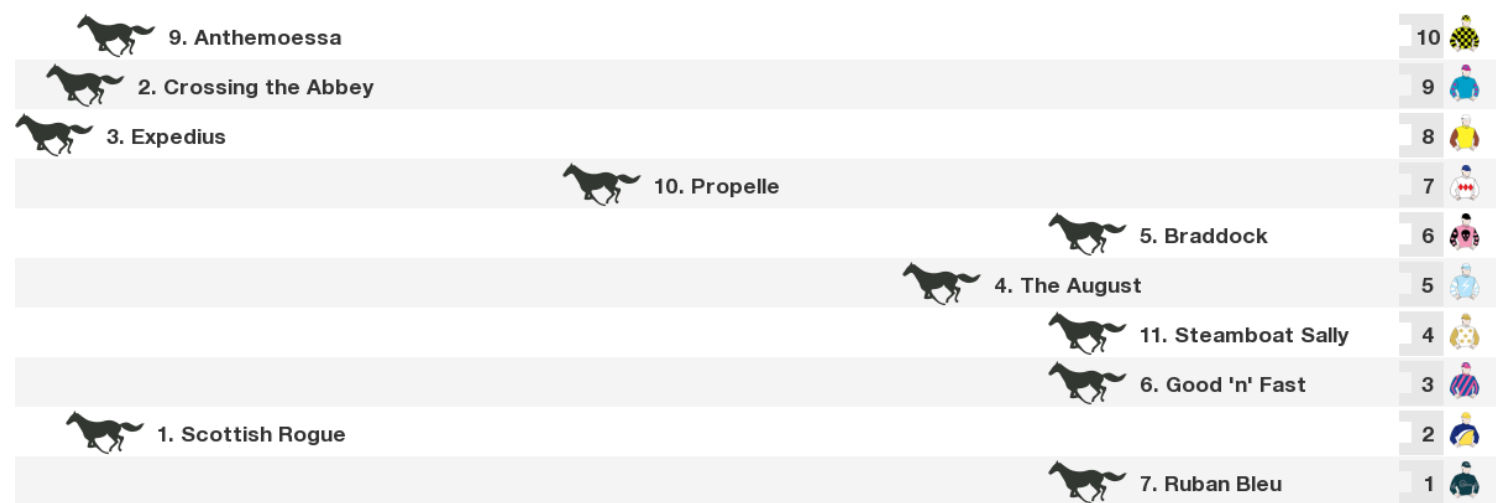 9. Anthemoessa 10
2. Crossing the Abbey 9
3. Expedius 8
10. Propelle 7
5. Braddock 6
4. The August 5
11. Steamboat Sally 4
6. Good 'n' Fast 3
1. Scottish Rogue 2
7. Ruban Bleu 1